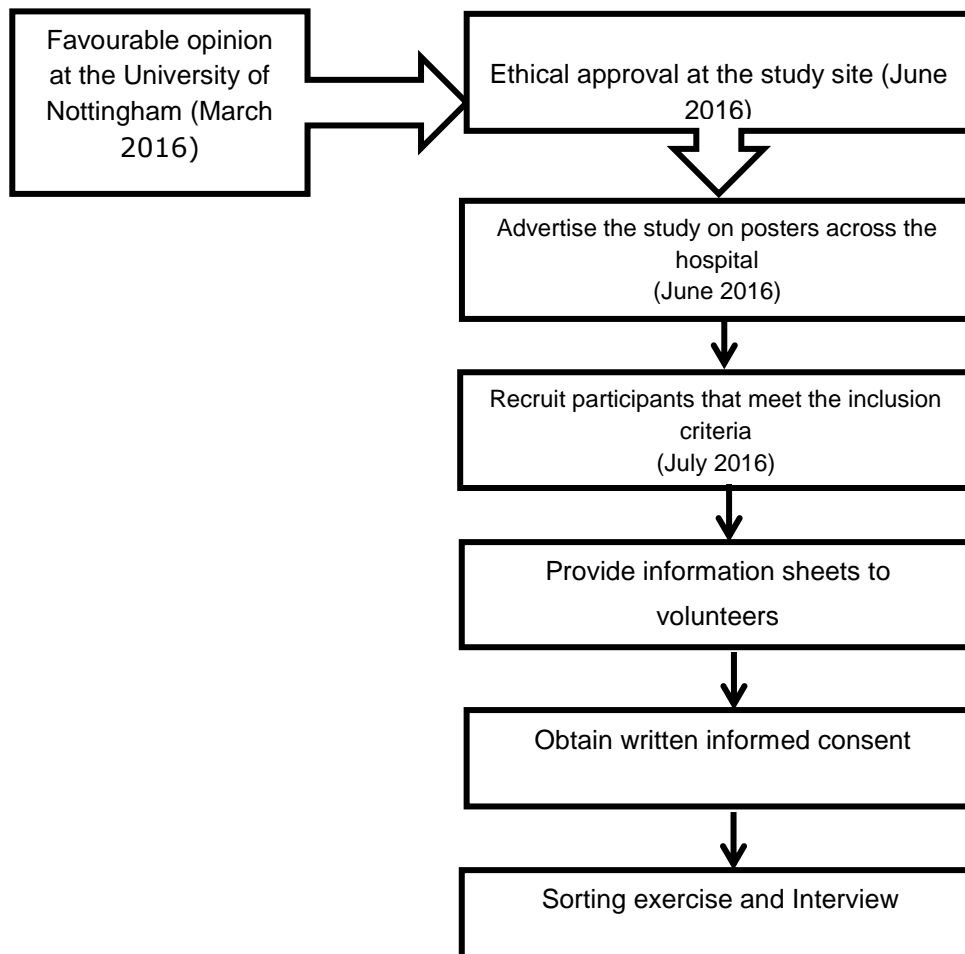 Favourable opinion
at the University of
Nottingham (March
2016)
Ethical approval at the study site (June
2016)
Advertise the study on posters across the
hospital
(June 2016)
Recruit participants that meet the inclusion
criteria
(July 2016)
Provide information sheets to
volunteers
Obtain written informed consent
Sorting exercise and Interview